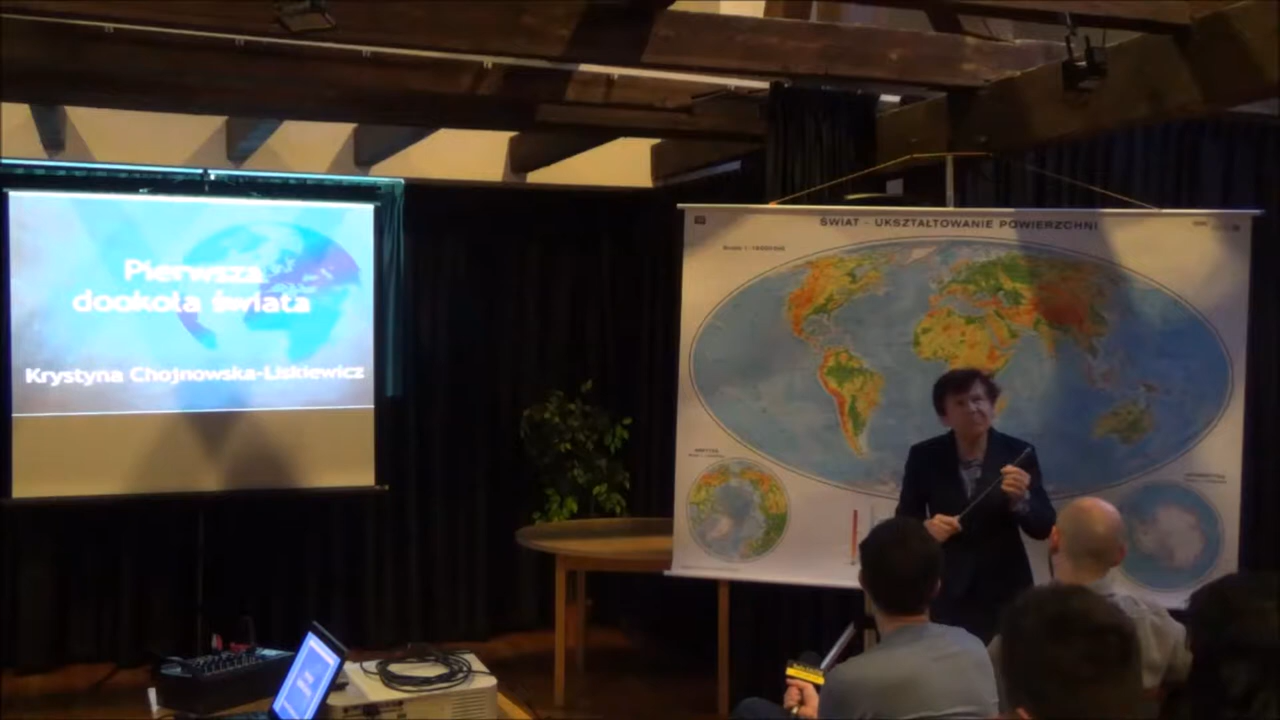 Pierwsza
dookoła świata
Krystyna Chojnowska-Liskiewicz
ŚWIAT - UKSZTAŁTOWANIE POWIERZCHNI